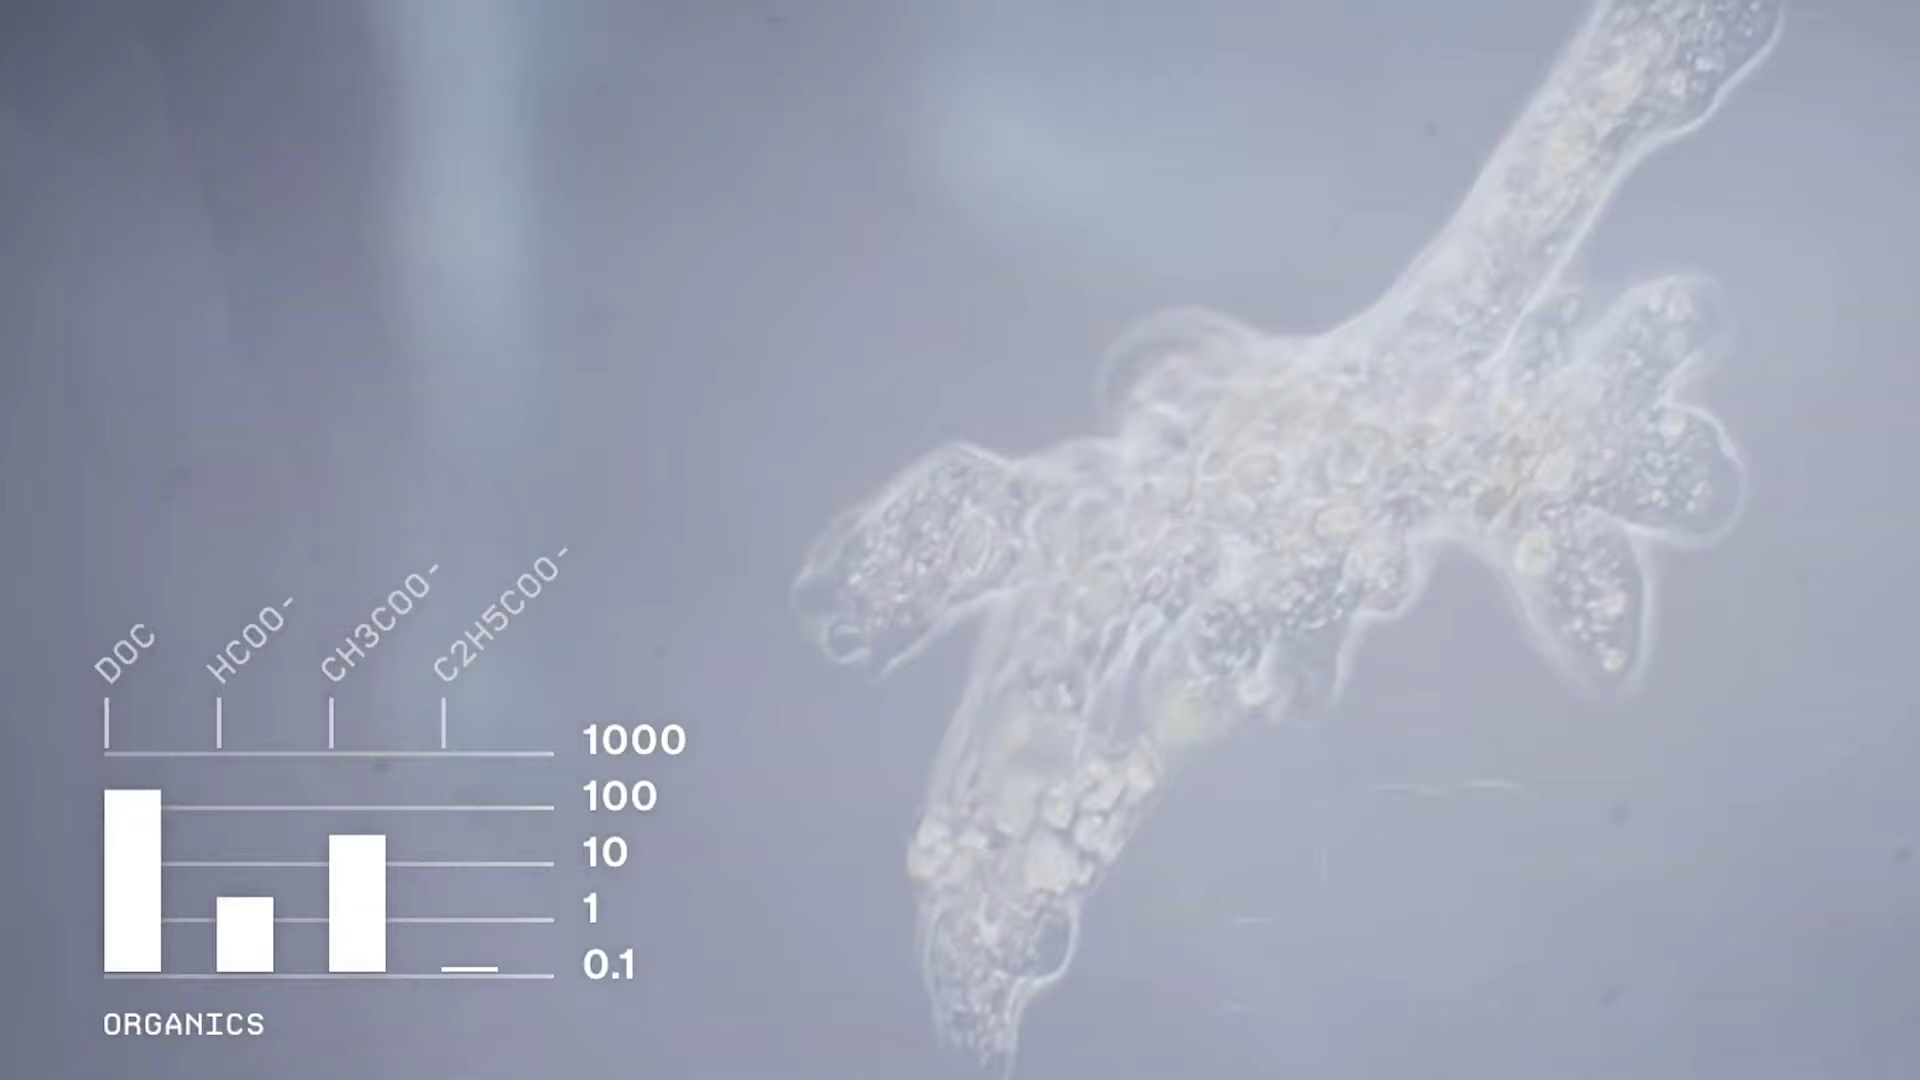 DOC
HCOO-
CH3COO-
C2H5COO-
1000
100
10
1
0.1
ORGANICS